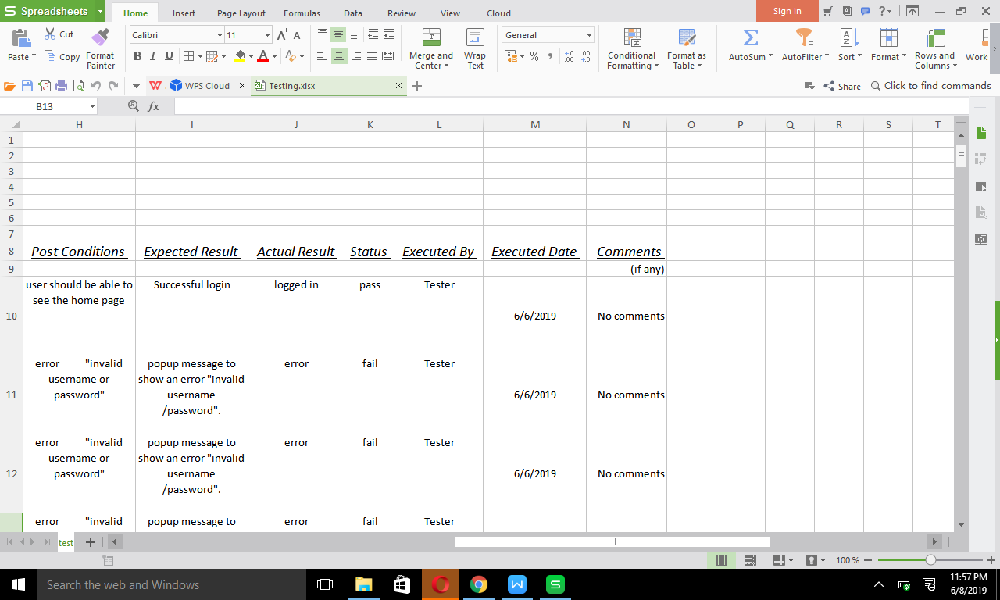 Spreadsheets Home Insert Page Layout Formulas Data Review View Cloud Sign in
Cut Calibri 11 General
Paste Copy Format Painter B I U Merge and Center Wrap Text Conditional Formatting Format as Table AutoSum AutoFilter Sort Format Rows and Columns Work
WPS Cloud Testing.xlsx Share Click to find commands
B13 fx
H I J K L M N O P Q R S T
1
2
3
4
5
6
7
8 Post Conditions Expected Result Actual Result Status Executed By Executed Date Comments
9 (if any)
10 user should be able to see the home page Successful login logged in pass Tester 6/6/2019 No comments
11 error "invalid username or password" popup message to show an error "invalid username /password". error fail Tester 6/6/2019 No comments
12 error "invalid username or password" popup message to show an error "invalid username /password". error fail Tester 6/6/2019 No comments
error "invalid popup message to error fail Tester
test
100 %
Search the web and Windows
11:57 PM
6/8/2019